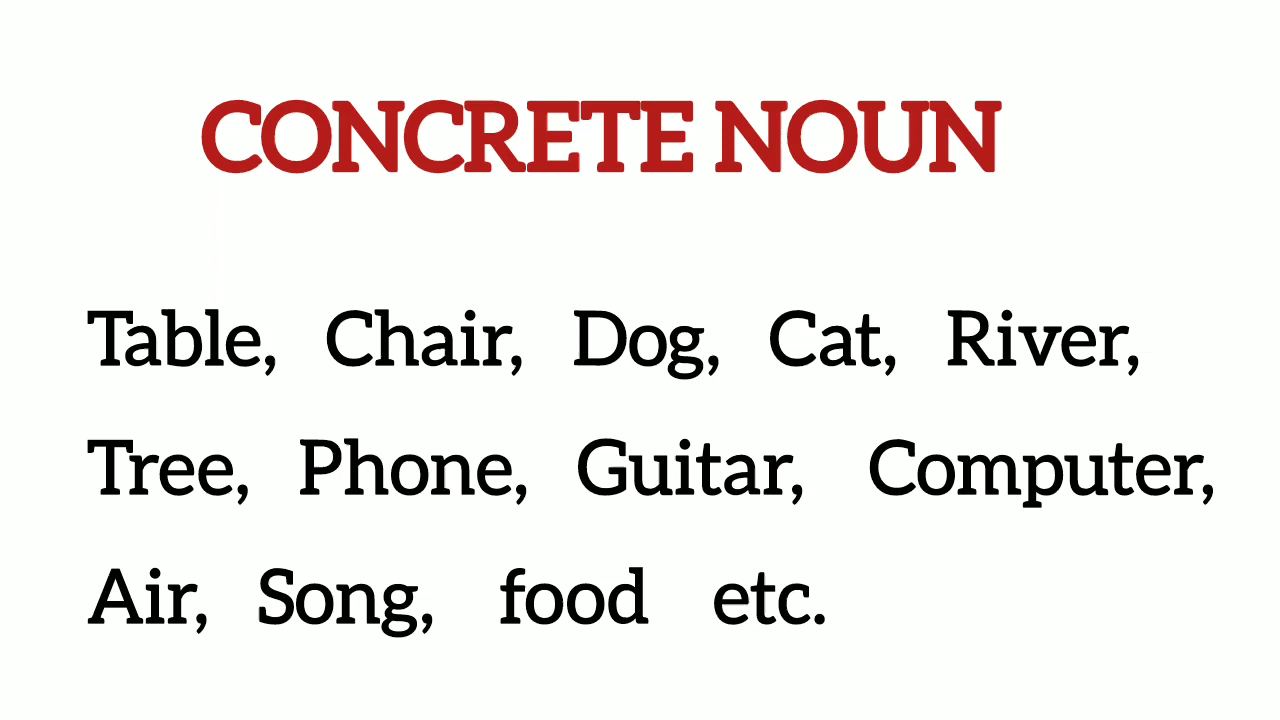 CONCRETE NOUN
Table, Chair, Dog, Cat, River,
Tree, Phone, Guitar, Computer,
Air, Song, food etc.